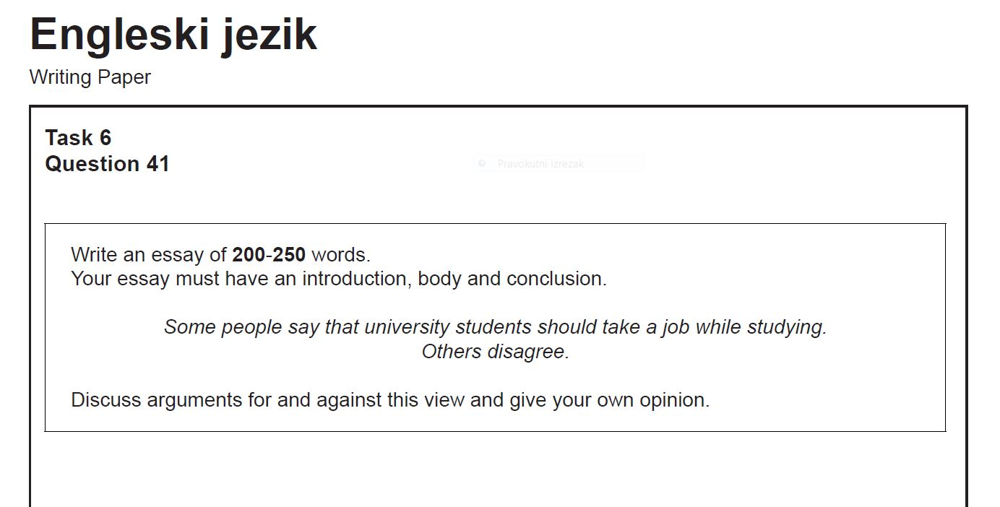 Engleski jezik
Writing Paper
Task 6
Question 41
Pravokutni izrezak
Write an essay of 200-250 words.
Your essay must have an introduction, body and conclusion.
Some people say that university students should take a job while studying.
Others disagree.
Discuss arguments for and against this view and give your own opinion.